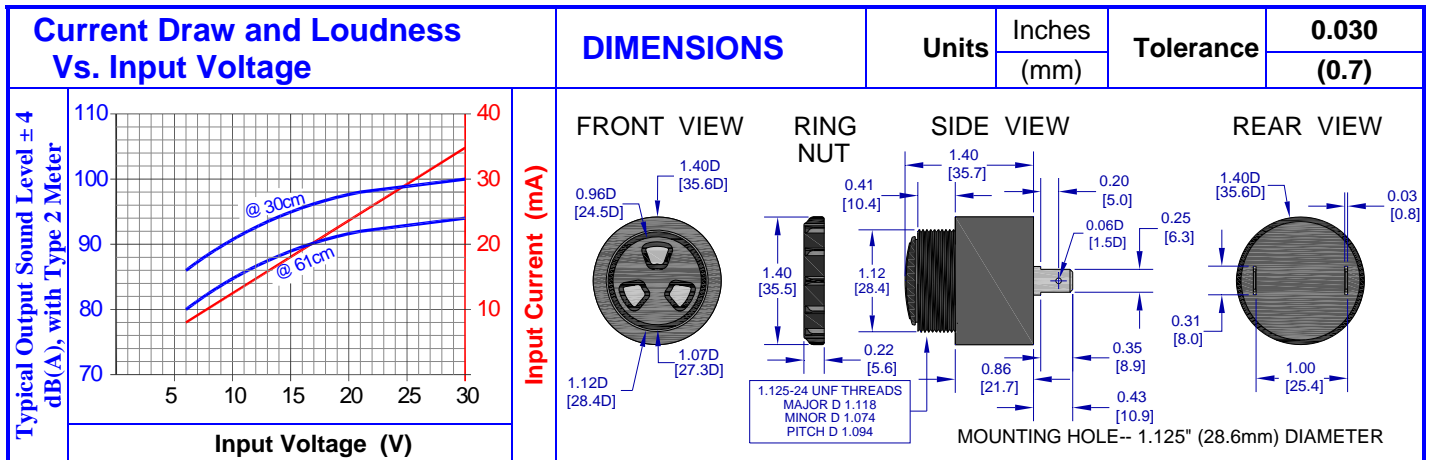 Current Draw and Loudness
Vs. Input Voltage
DIMENSIONS
Units
Inches
(mm)
Tolerance
0.030
(0.7)
Typical Output Sound Level ± 4
dB(A), with Type 2 Meter
110
100
90
80
70
@ 30cm
@ 61cm
40
30
20
10
Input Current (mA)
5 10 15 20 25 30
Input Voltage (V)
FRONT VIEW
0.96D
[24.5D]
1.40D
[35.6D]
1.12D
[28.4D]
1.07D
[27.3D]
RING
NUT
1.40
[35.5]
0.22
[5.6]
SIDE VIEW
1.40
[35.7]
0.41
[10.4]
1.12
[28.4]
0.20
[5.0]
0.06D
[1.5D]
0.25
[6.3]
0.86
[21.7]
0.35
[8.9]
0.43
[10.9]
1.125-24 UNF THREADS
MAJOR D 1.118
MINOR D 1.074
PITCH D 1.094
REAR VIEW
1.40D
[35.6D]
0.03
[0.8]
0.31
[8.0]
1.00
[25.4]
MOUNTING HOLE-- 1.125" (28.6mm) DIAMETER